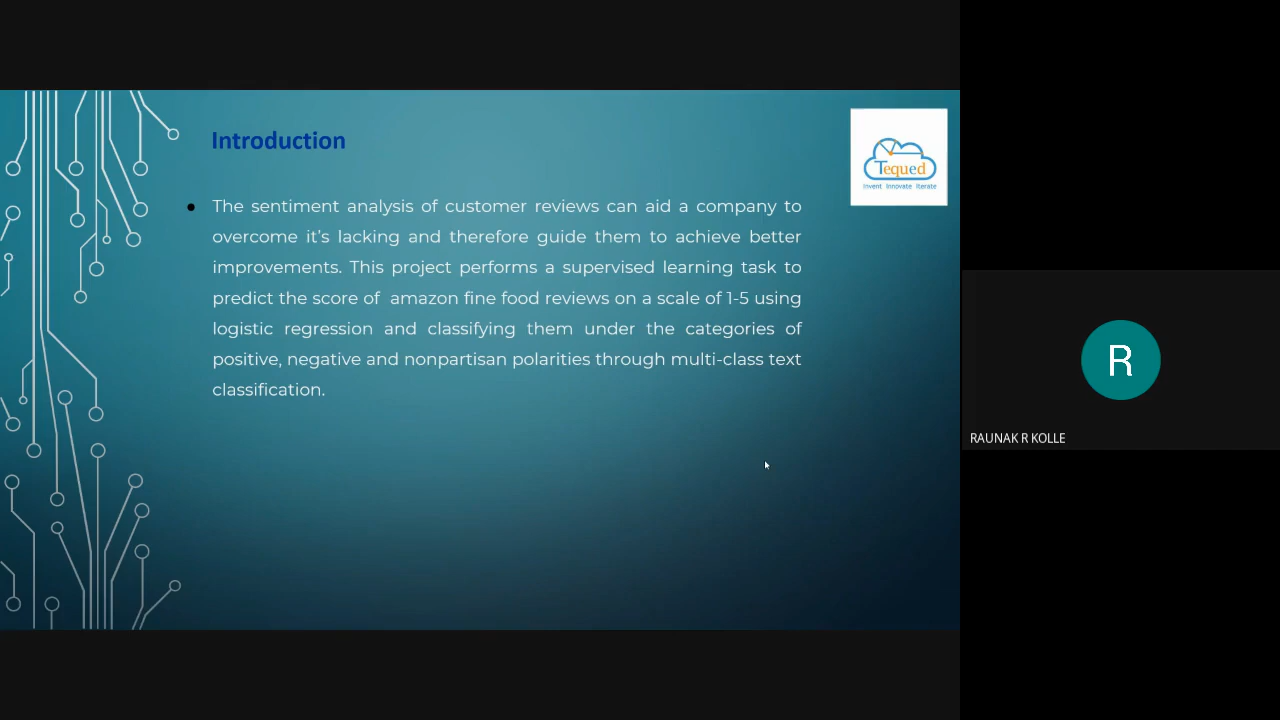 Introduction
Tequed
Invent Innovate Iterate
● The sentiment analysis of customer reviews can aid a company to
overcome it's lacking and therefore guide them to achieve better
improvements. This project performs a supervised learning task to
predict the score of amazon fine food reviews on a scale of 1-5 using
logistic regression and classifying them under the categories of
positive, negative and nonpartisan polarities through multi-class text
classification.
R
RAUNAK R KOLLE